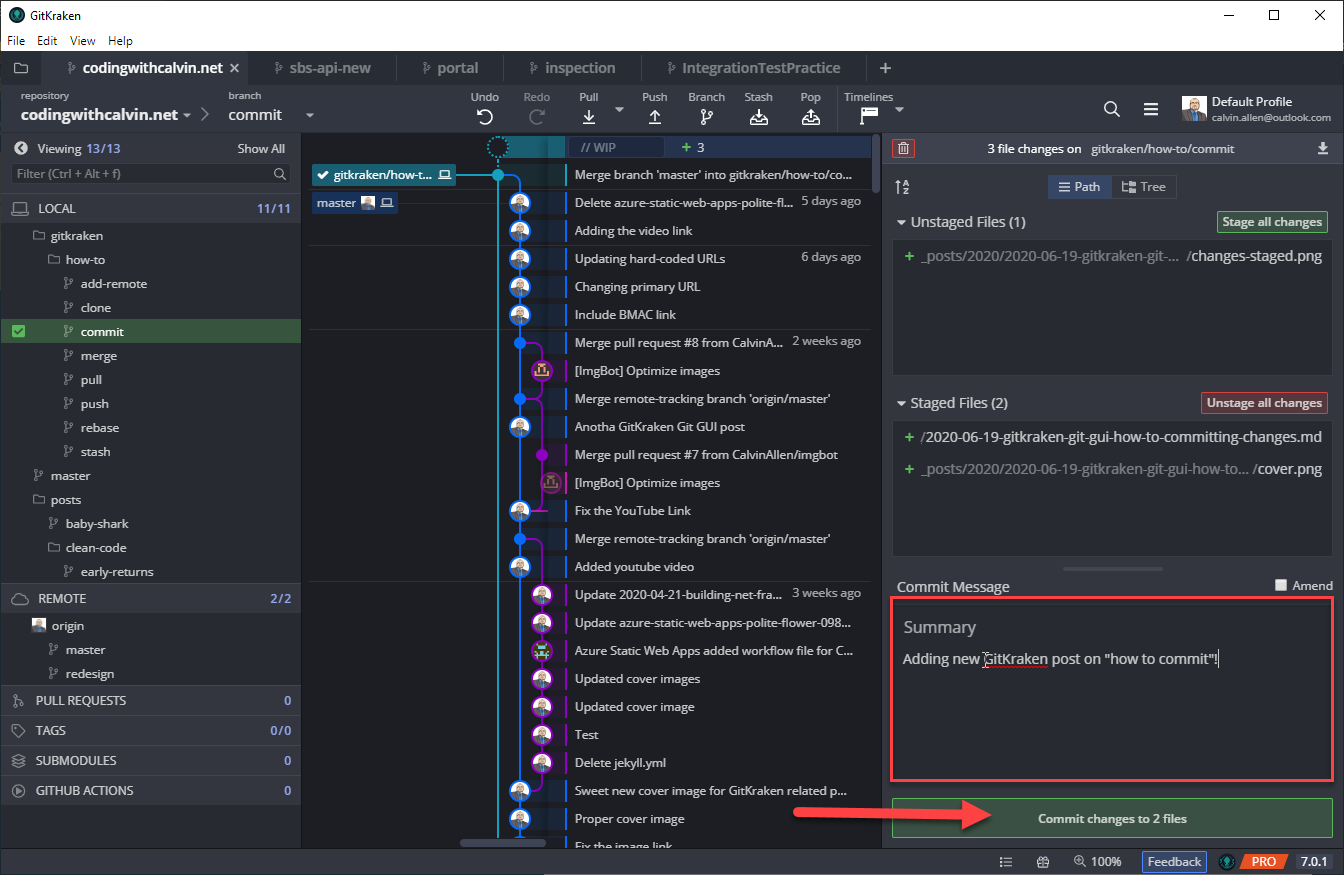 GitKraken
File Edit View Help
codingwithcalvin.net
sbs-api-new
portal
inspection
IntegrationTestPractice
repository
codingwithcalvin.net
branch
commit
Undo
Redo
Pull
Push
Branch
Stash
Pop
Timelines
Default Profile
calvin.allen@outlook.com
Viewing 13/13 Show All
Filter (Ctrl + Alt + f)
LOCAL 11/11
gitkraken
how-to
add-remote
clone
commit
merge
pull
push
rebase
stash
master
posts
baby-shark
clean-code
early-returns
REMOTE 2/2
origin
master
redesign
PULL REQUESTS 0
TAGS 0/0
SUBMODULES 0
GITHUB ACTIONS 0
// WIP + 3
gitkraken/how-t... Merge branch 'master' into gitkraken/how-to/co...
master Delete azure-static-web-apps-polite-fl... 5 days ago
Adding the video link
Updating hard-coded URLs 6 days ago
Changing primary URL
Include BMAC link
Merge pull request #8 from CalvinA... 2 weeks ago
[ImgBot] Optimize images
Merge remote-tracking branch 'origin/master'
Anotha GitKraken Git GUI post
Merge pull request #7 from CalvinAllen/imgbot
[ImgBot] Optimize images
Fix the YouTube Link
Merge remote-tracking branch 'origin/master'
Added youtube video
Update 2020-04-21-building-net-fra... 3 weeks ago
Update azure-static-web-apps-polite-flower-098...
Azure Static Web Apps added workflow file for C...
Updated cover images
Updated cover image
Test
Delete jekyll.yml
Sweet new cover image for GitKraken related p...
Proper cover image
Fix the image link
3 file changes on gitkraken/how-to/commit
A Z
Path Tree
Unstaged Files (1) Stage all changes
+ _posts/2020/2020-06-19-gitkraken-git-... /changes-staged.png
Staged Files (2) Unstage all changes
+ /2020-06-19-gitkraken-git-gui-how-to-committing-changes.md
+ _posts/2020/2020-06-19-gitkraken-git-gui-how-to... /cover.png
Commit Message Amend
Summary
Adding new GitKraken post on "how to commit"!
Commit changes to 2 files
100% Feedback PRO 7.0.1